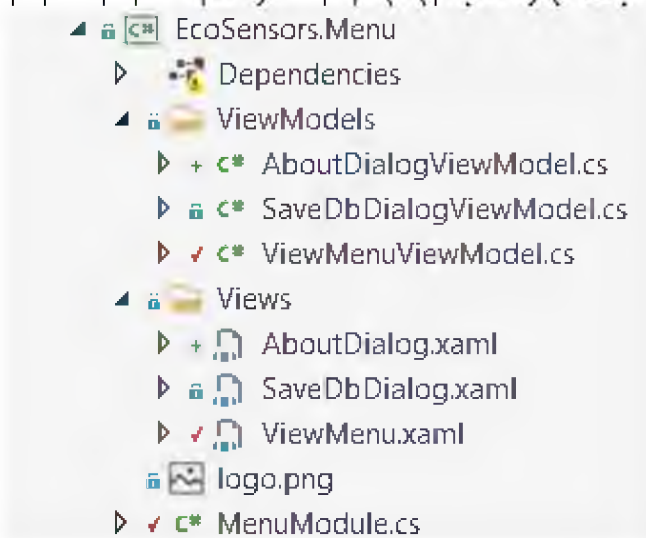 C# EcoSensors.Menu
Dependencies
ViewModels
C# AboutDialogViewModel.cs
C# SaveDbDialogViewModel.cs
C# ViewMenuViewModel.cs
Views
AboutDialog.xaml
SaveDbDialog.xaml
ViewMenu.xaml
logo.png
C# MenuModule.cs